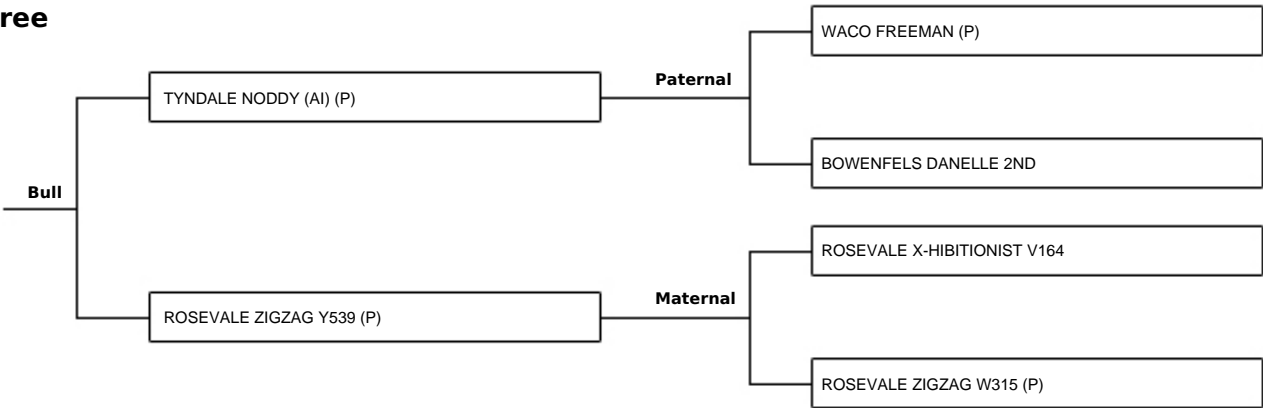 ree
WACO FREEMAN (P)
Paternal
TYNDALE NODDY (AI) (P)
BOWENFELS DANELLE 2ND
Bull
ROSEVALE X-HIBITIONIST V164
Maternal
ROSEVALE ZIGZAG Y539 (P)
ROSEVALE ZIGZAG W315 (P)